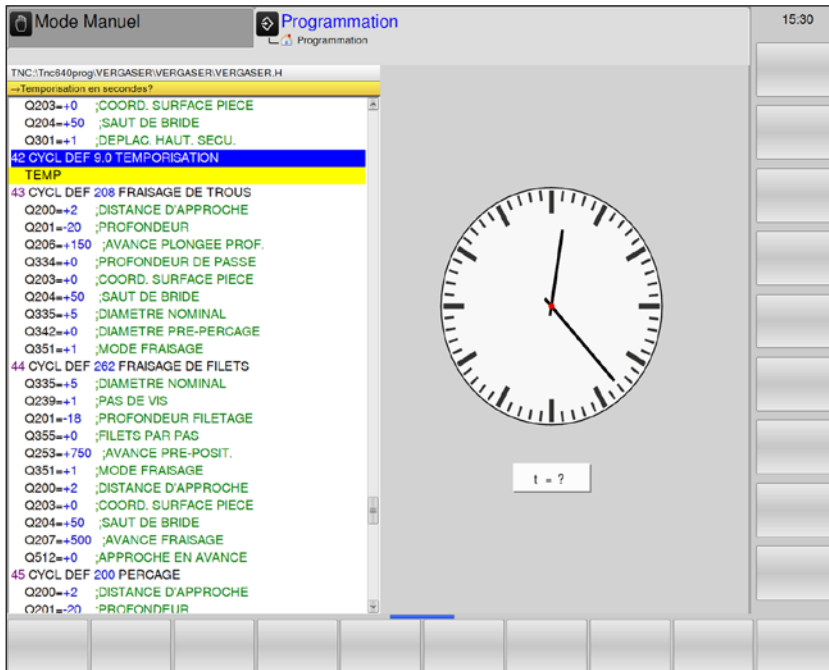 Mode Manuel
Programmation
Programmation
15:30
TNC:\Tnc640prog\VERGASER\VERGASER\VERGASER.H
→Temporisation en secondes?
Q203=+0 ;COORD. SURFACE PIECE
Q204=+50 ;SAUT DE BRIDE
Q301=+1 ;DEPLAC. HAUT. SECU.
42 CYCL DEF 9.0 TEMPORISATION
TEMP
43 CYCL DEF 208 FRAISAGE DE TROUS
Q200=+2 ;DISTANCE D'APPROCHE
Q201=-20 ;PROFONDEUR
Q206=+150 ;AVANCE PLONGEE PROF.
Q334=+0 ;PROFONDEUR DE PASSE
Q203=+0 ;COORD. SURFACE PIECE
Q204=+50 ;SAUT DE BRIDE
Q335=+5 ;DIAMETRE NOMINAL
Q342=+0 ;DIAMETRE PRE-PERCAGE
Q351=+1 ;MODE FRAISAGE
44 CYCL DEF 262 FRAISAGE DE FILETS
Q335=+5 ;DIAMETRE NOMINAL
Q239=+1 ;PAS DE VIS
Q201=-18 ;PROFONDEUR FILETAGE
Q355=+0 ;FILETS PAR PAS
Q253=+750 ;AVANCE PRE-POSIT.
Q351=+1 ;MODE FRAISAGE
Q200=+2 ;DISTANCE D'APPROCHE
Q203=+0 ;COORD. SURFACE PIECE
Q204=+50 ;SAUT DE BRIDE
Q207=+500 ;AVANCE FRAISAGE
Q512=+0 ;APPROCHE EN AVANCE
45 CYCL DEF 200 PERCAGE
Q200=+2 ;DISTANCE D'APPROCHE
Q201=-20 ;PROFONDEUR
t = ?